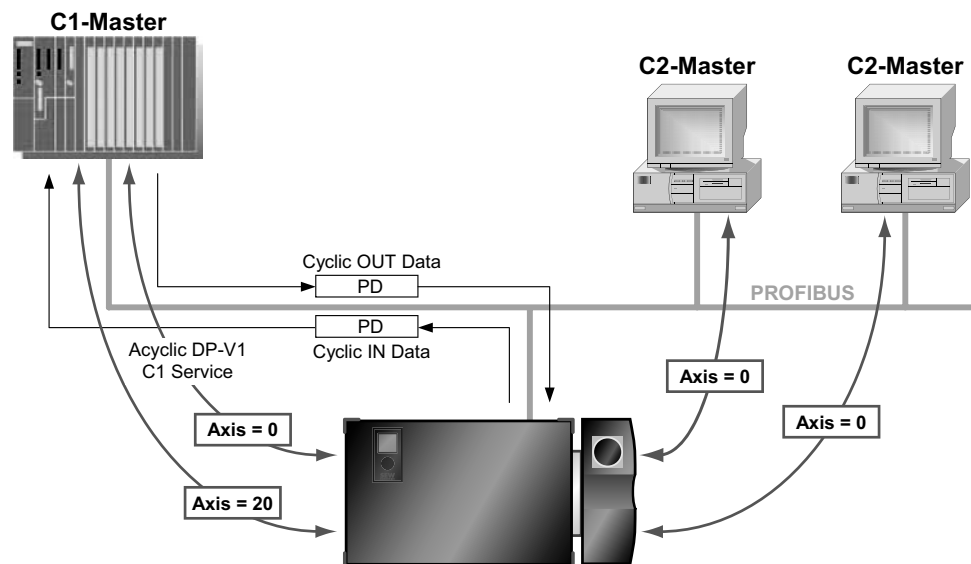 C1-Master
C2-Master
C2-Master
Cyclic OUT Data
PD
PROFIBUS
PD
Cyclic IN Data
Acyclic DP-V1
C1 Service
Axis = 0
Axis = 0
Axis = 0
Axis = 20